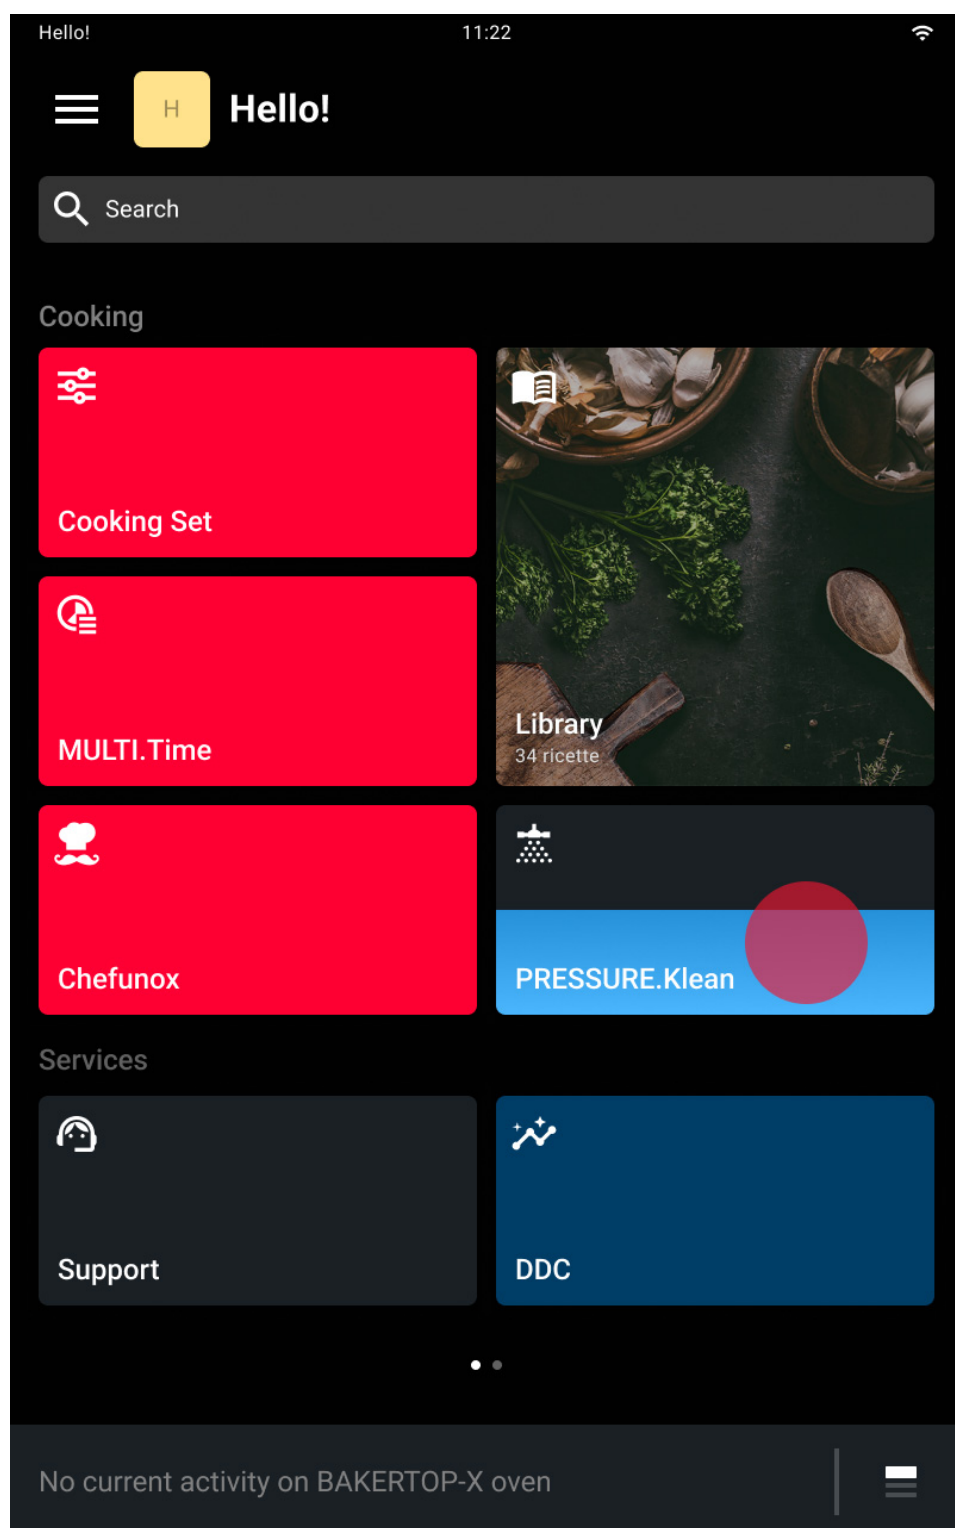 Hello!
11:22
H
Hello!
Search
Cooking
Cooking Set
MULTI.Time
Library
34 ricette
Chefunox
PRESSURE.Klean
Services
Support
DDC
No current activity on BAKERTOP-X oven